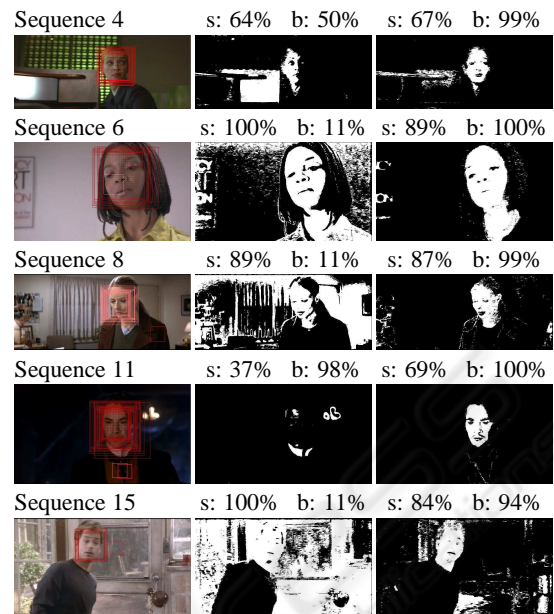 Sequence 4 s: 64% b: 50% s: 67% b: 99%
Sequence 6 s: 100% b: 11% s: 89% b: 100%
Sequence 8 s: 89% b: 11% s: 87% b: 99%
Sequence 11 s: 37% b: 98% s: 69% b: 100%
Sequence 15 s: 100% b: 11% s: 84% b: 94%